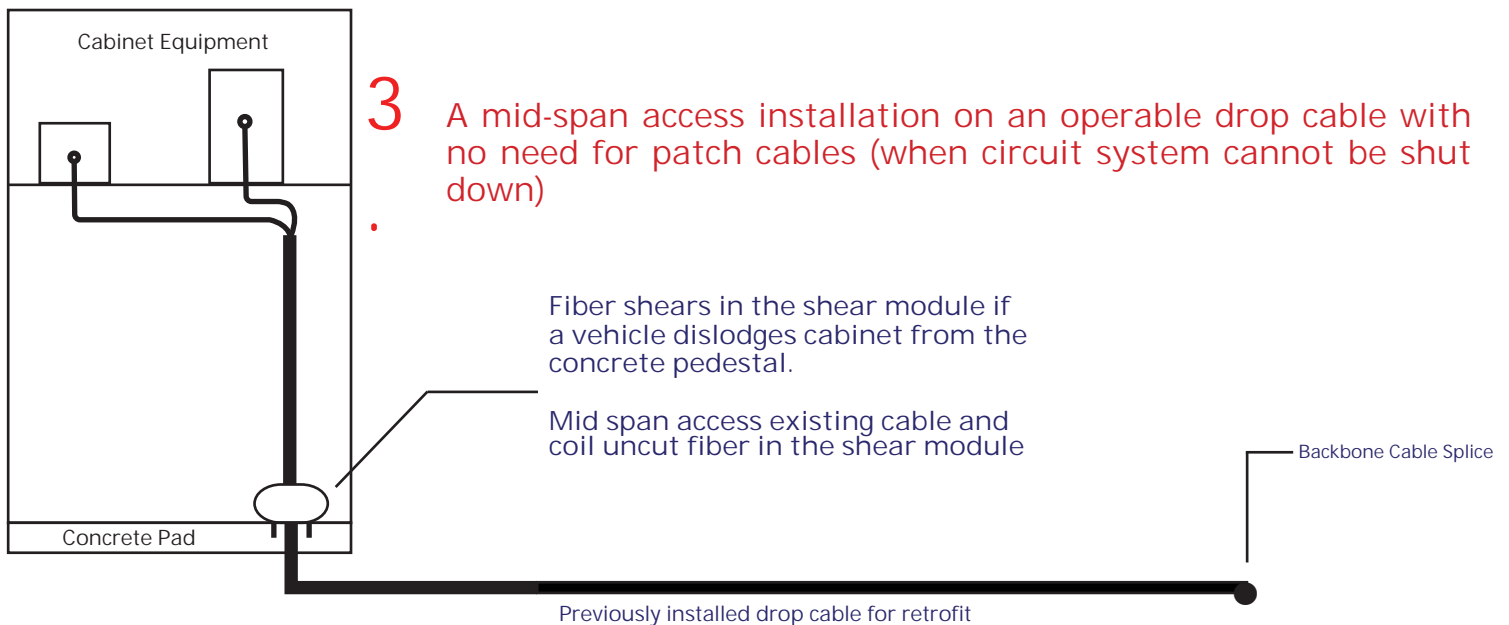 Cabinet Equipment
3
.
A mid-span access installation on an operable drop cable with
no need for patch cables (when circuit system cannot be shut
down)
Fiber shears in the shear module if
a vehicle dislodges cabinet from the
concrete pedestal.
Mid span access existing cable and
coil uncut fiber in the shear module
Backbone Cable Splice
Concrete Pad
Previously installed drop cable for retrofit